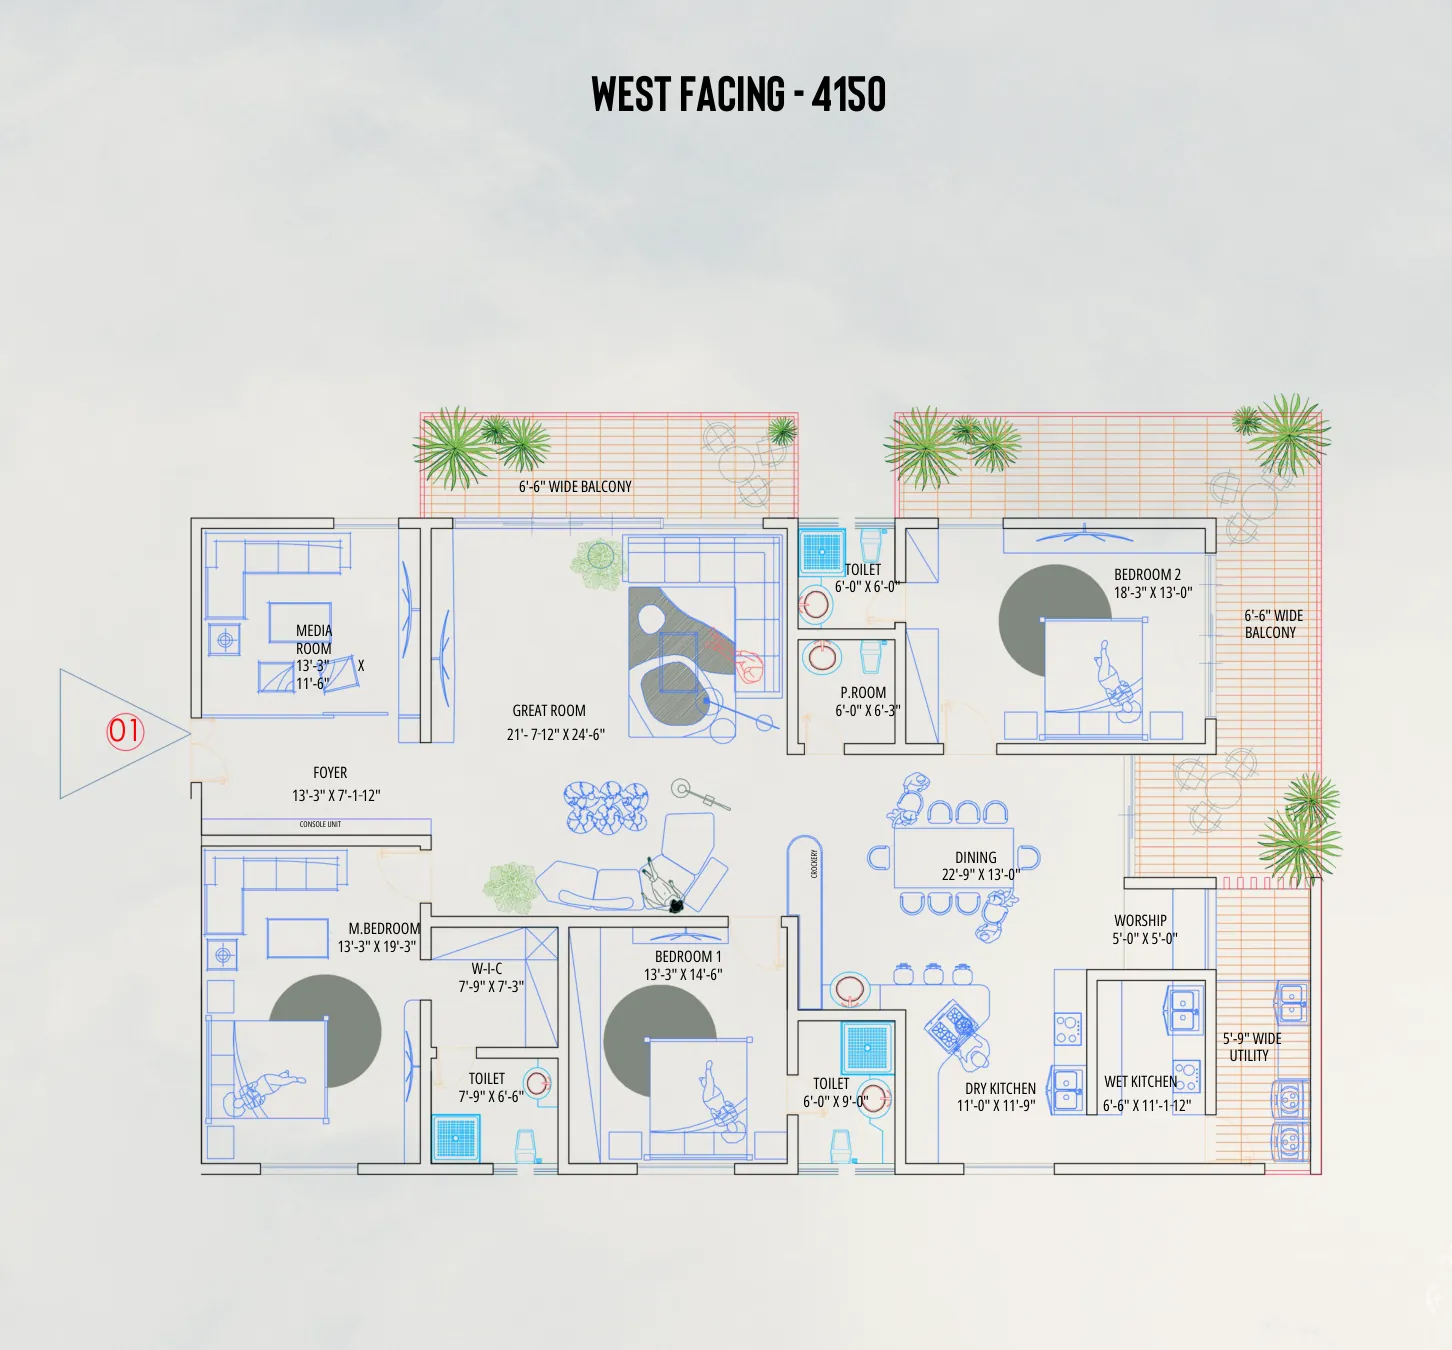 WEST FACING - 4150
6'-6" WIDE BALCONY
TOILET
6'-0" X 6'-0"
BEDROOM 2
18'-3" X 13'-0"
6'-6" WIDE
BALCONY
MEDIA
ROOM
13'-3" X
11'-6"
P.ROOM
6'-0" X 6'-3"
GREAT ROOM
21'- 7-12" X 24'-6"
01
FOYER
13'-3" X 7'-1-12"
CONSOLE UNIT
CROCKERY
DINING
22'-9" X 13'-0"
M.BEDROOM
13'-3" X 19'-3"
WORSHIP
5'-0" X 5'-0"
W-I-C
7'-9" X 7'-3"
BEDROOM 1
13'-3" X 14'-6"
5'-9" WIDE
UTILITY
TOILET
7'-9" X 6'-6"
TOILET
6'-0" X 9'-0"
DRY KITCHEN
11'-0" X 11'-9"
WET KITCHEN
6'-6" X 11'-1-12"